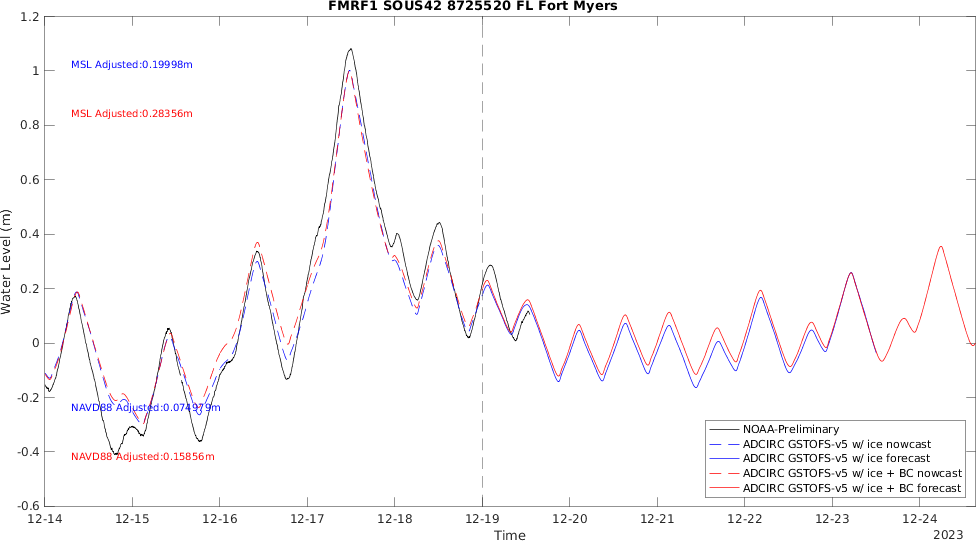 FMRF1 SOUS42 8725520 FL Fort Myers
1.2
1
0.8
0.6
0.4
0.2
0
-0.2
-0.4
-0.6
Water Level (m)
MSL Adjusted:0.19998m
MSL Adjusted:0.28356m
NAVD88 Adjusted:0.074979m
NAVD88 Adjusted:0.15856m
NOAA-Preliminary
ADCIRC GSTOFS-v5 w/ ice nowcast
ADCIRC GSTOFS-v5 w/ ice forecast
ADCIRC GSTOFS-v5 w/ ice + BC nowcast
ADCIRC GSTOFS-v5 w/ ice + BC forecast
12-14 12-15 12-16 12-17 12-18 12-19 12-20 12-21 12-22 12-23 12-24
Time
2023